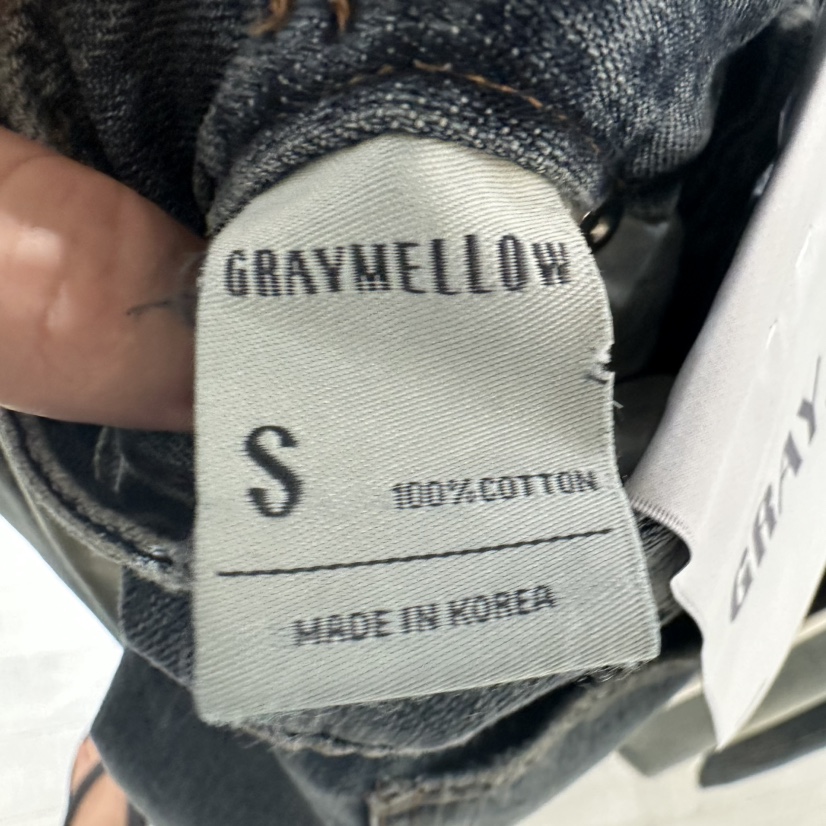 GRAYMELLOW
S
100%COTTON
MADE IN KOREA
GRAY